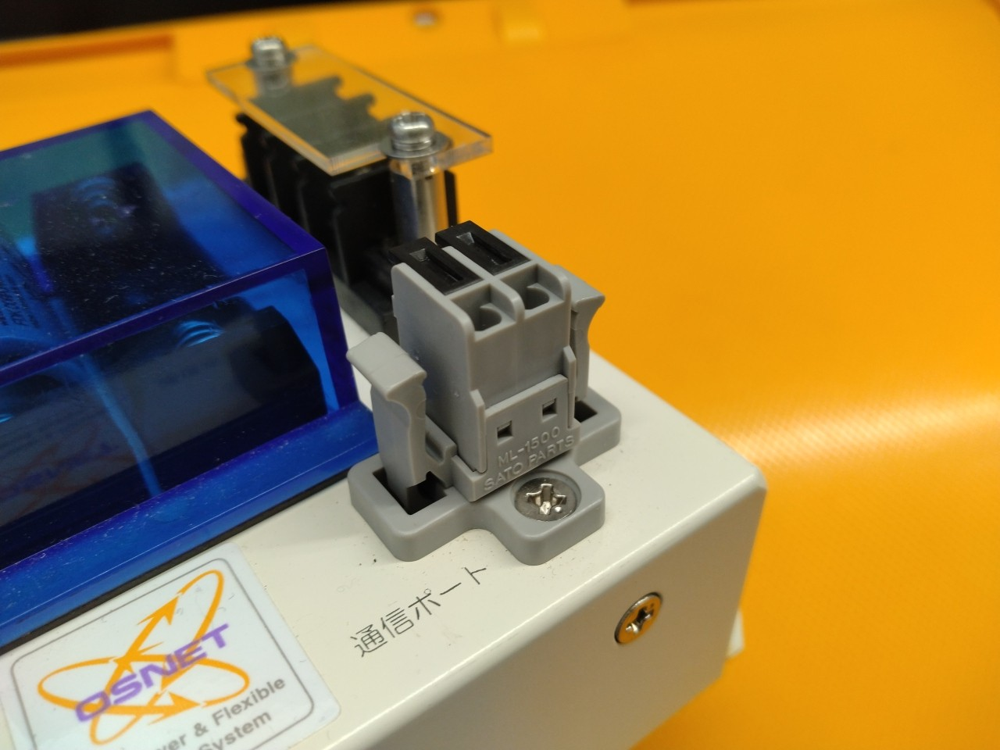 ML-1500
SATO PARTS
通信ポート
OSNET
& Flexible
System